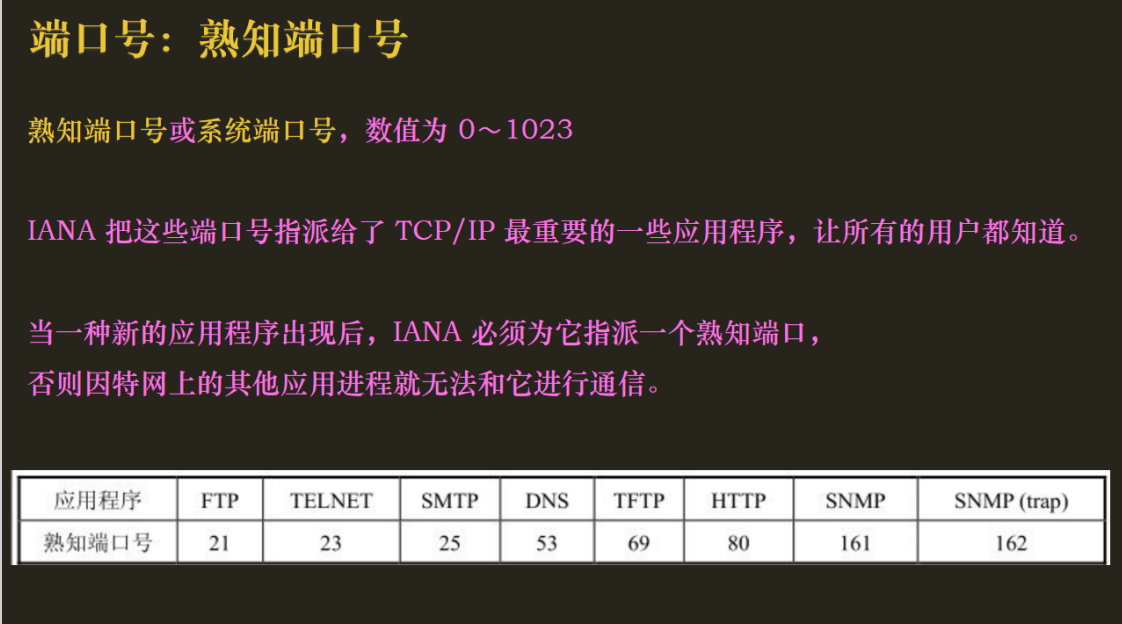 端口号：熟知端口号
熟知端口号或系统端口号，数值为 0～1023
IANA 把这些端口号指派给了 TCP/IP 最重要的一些应用程序，让所有的用户都知道。
当一种新的应用程序出现后，IANA 必须为它指派一个熟知端口，
否则因特网上的其他应用进程就无法和它进行通信。
应用程序 FTP TELNET SMTP DNS TFTP HTTP SNMP SNMP (trap)
熟知端口号 21 23 25 53 69 80 161 162